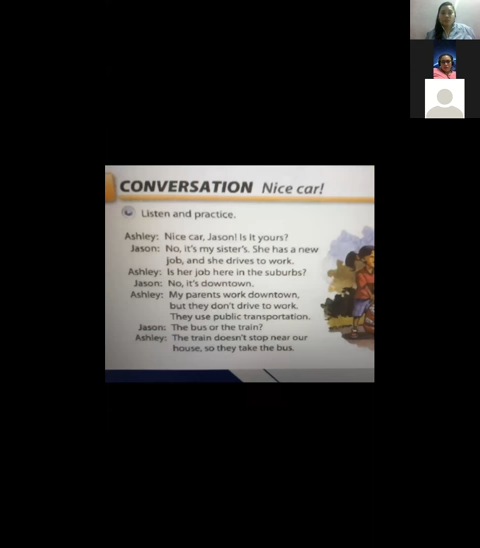 CONVERSATION Nice car!
Listen and practice.
Ashley: Nice car, Jason! Is it yours?
Jason: No, it's my sister's. She has a new
job, and she drives to work.
Ashley: Is her job here in the suburbs?
Jason: No, it's downtown.
Ashley: My parents work downtown,
but they don't drive to work.
They use public transportation.
Jason: The bus or the train?
Ashley: The train doesn't stop near our
house, so they take the bus.